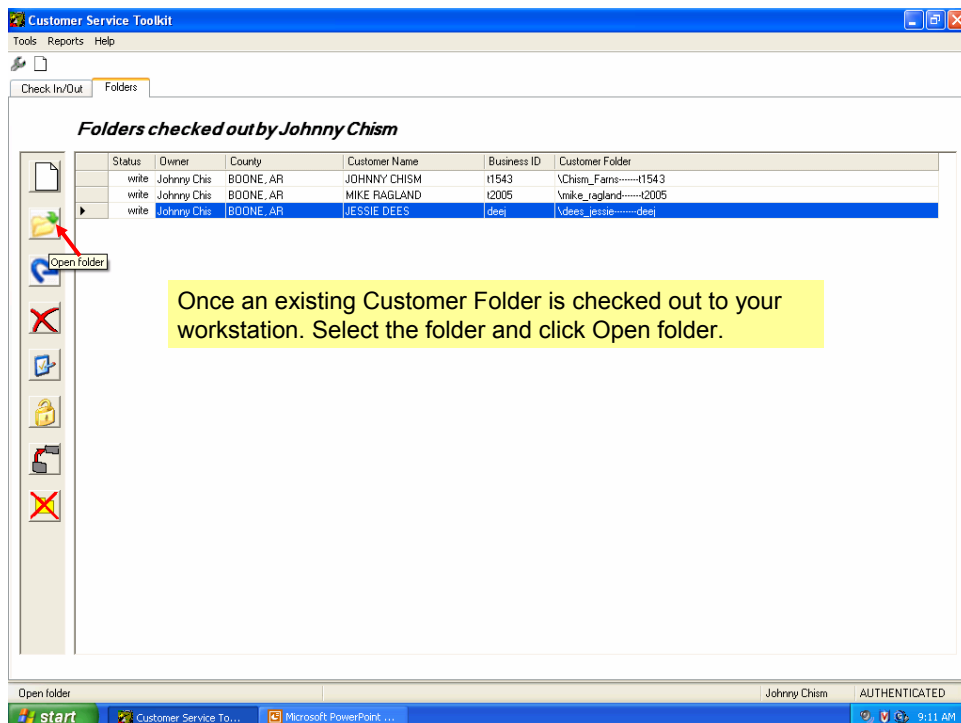 Customer Service Toolkit
Tools Reports Help
Check In/Out Folders
Folders checked out by Johnny Chism
Status Owner County Customer Name Business ID Customer Folder
write Johnny Chis BOONE, AR JOHNNY CHISM t1543 \Chism_Farns-------t1543
write Johnny Chis BOONE, AR MIKE RAGLAND t2005 \mike_ragland------t2005
write Johnny Chis BOONE, AR JESSIE DEES deej \dees_jessie--------deej
Open folder
Once an existing Customer Folder is checked out to your
workstation. Select the folder and click Open folder.
Open folder Johnny Chism AUTHENTICATED
start Customer Service To... Microsoft PowerPoint ... 9:11 AM